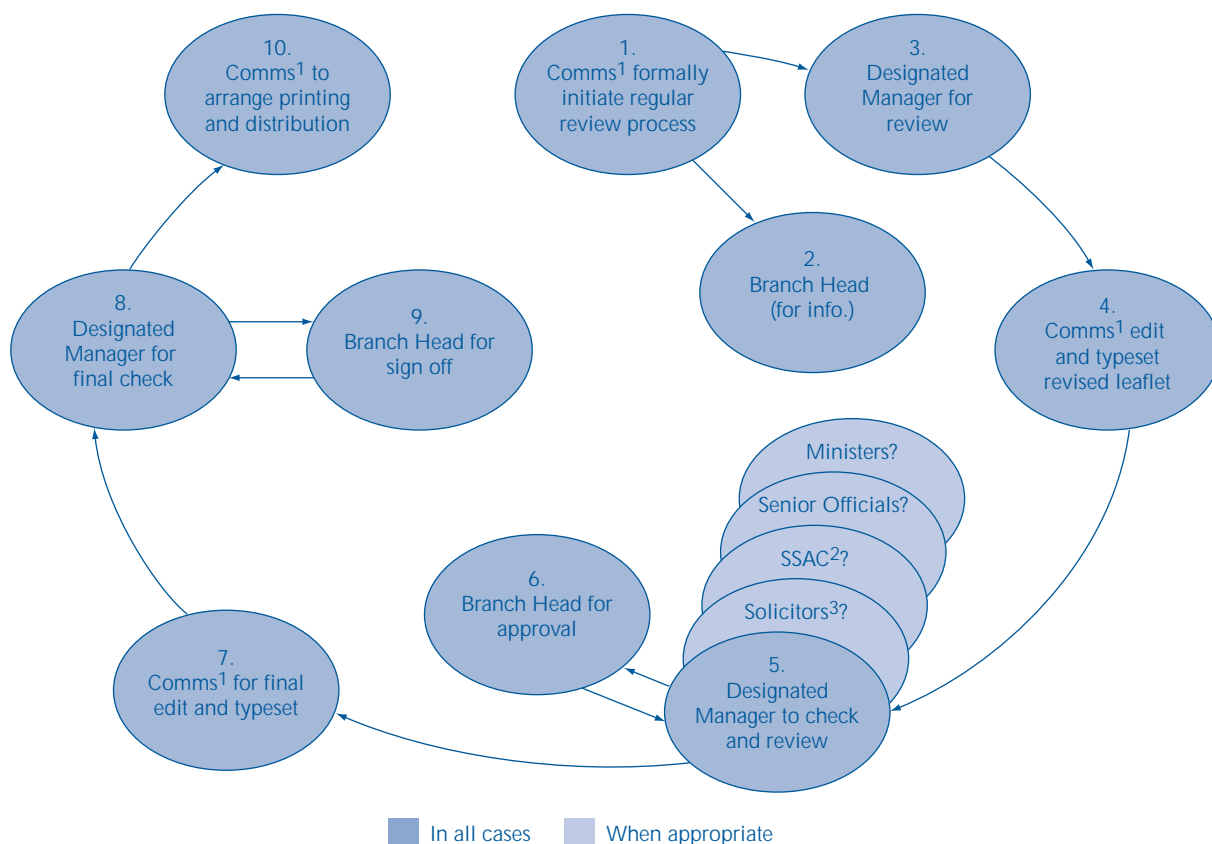 1.
Comms¹ formally
initiate regular
review process
2.
Branch Head
(for info.)
3.
Designated
Manager for
review
4.
Comms¹ edit
and typeset
revised leaflet
Ministers?
Senior Officials?
SSAC²?
Solicitors³?
5.
Designated
Manager to check
and review
6.
Branch Head for
approval
7.
Comms¹ for final
edit and typeset
8.
Designated
Manager for
final check
9.
Branch Head for
sign off
10.
Comms¹ to
arrange printing
and distribution
In all cases
When appropriate